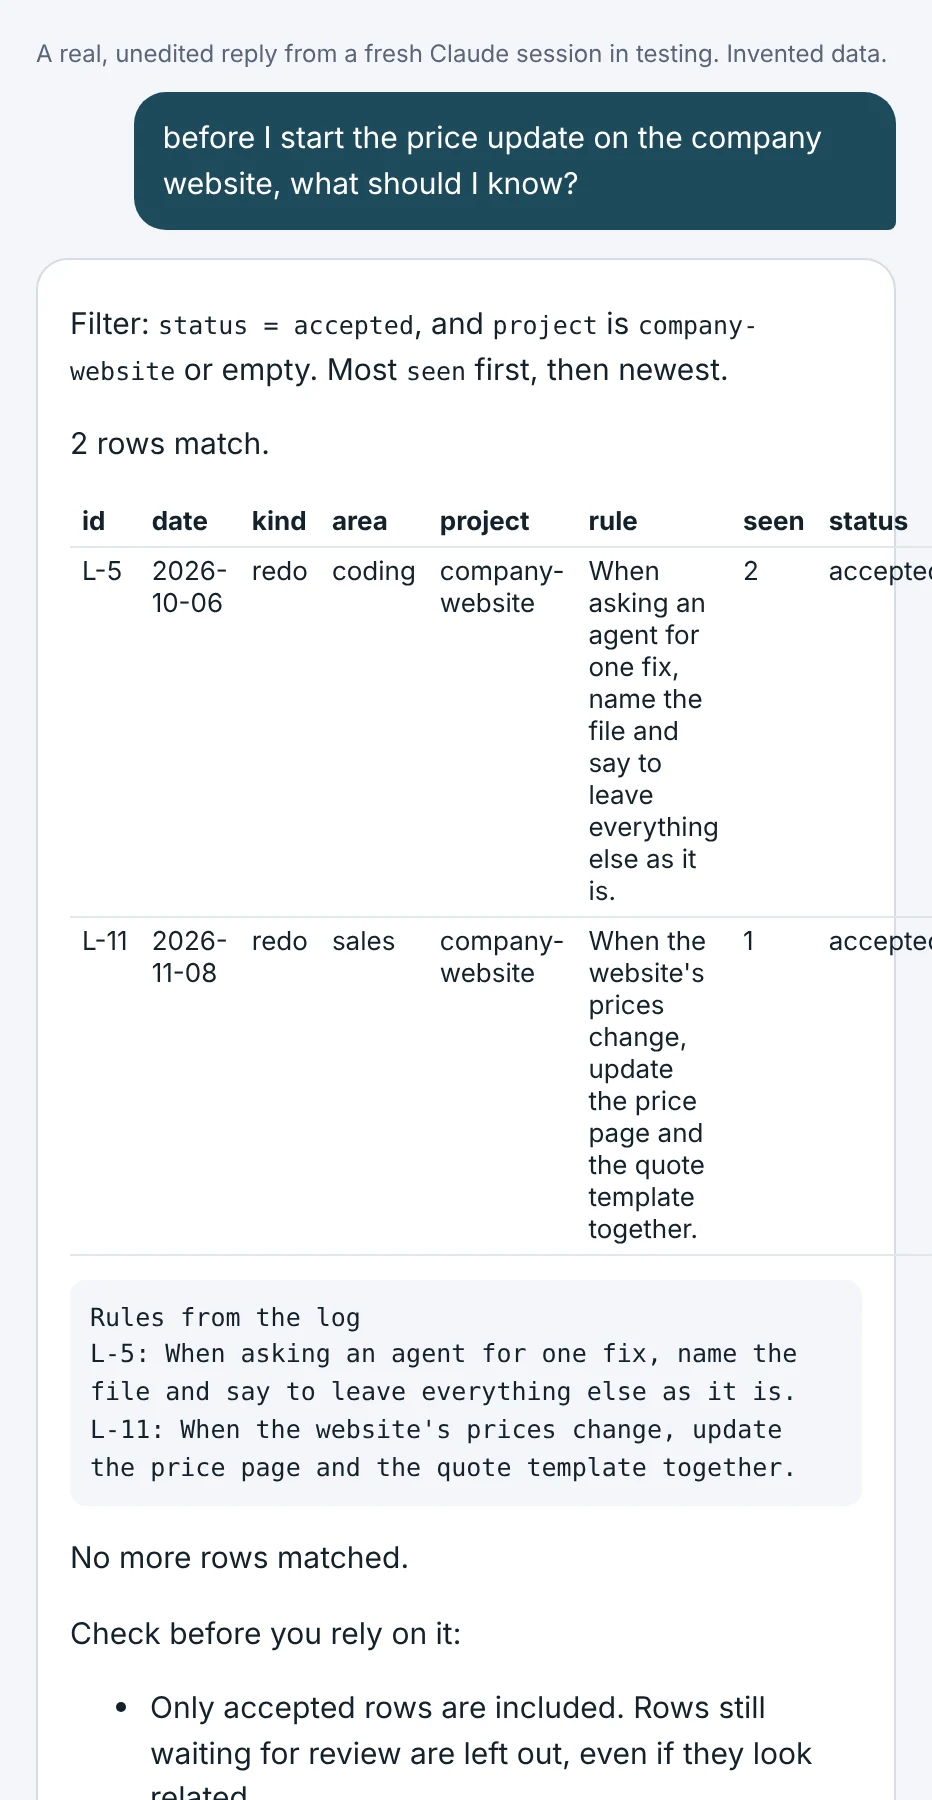 A real, unedited reply from a fresh Claude session in testing. Invented data.
before I start the price update on the company
website, what should I know?
Filter: status = accepted, and project is company-
website or empty. Most seen first, then newest.
2 rows match.
id date kind area project rule seen status
L-5 2026- redo coding company- When 2 accepted
10-06 website asking an
agent for
one fix,
name the
file and
say to
leave
everything
else as it
is.
L-11 2026- redo sales company- When the 1 accepted
11-08 website website's
prices
change,
update
the price
page and
the quote
template
together.
Rules from the log
L-5: When asking an agent for one fix, name the
file and say to leave everything else as it is.
L-11: When the website's prices change, update
the price page and the quote template together.
No more rows matched.
Check before you rely on it:
• Only accepted rows are included. Rows still
waiting for review are left out, even if they look
related